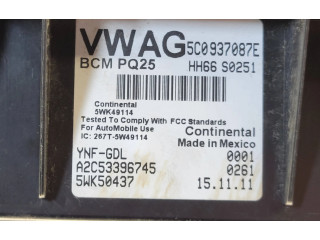 VWAG 5C0937087E
BCM PQ25 HH66 S0251
Continental
5WK49114
Tested To Comply With FCC Standards
For AutoMobile Use
IC: 267T-5W49114
Continental
Made in Mexico
YNF-GDL 0001
A2C53396745 0261
5WK50437 15.11.11